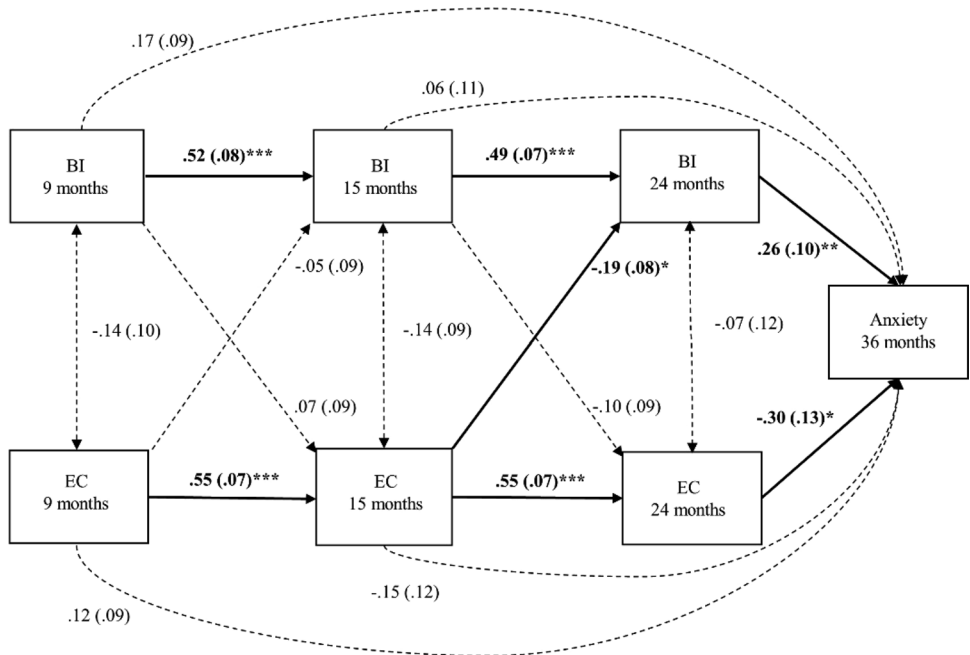 .17 (.09)
.06 (.11)
BI
9 months
.52 (.08)***
BI
15 months
.49 (.07)***
BI
24 months
.26 (.10)**
-.05 (.09)
-.19 (.08)*
-.14 (.10)
-.14 (.09)
-.07 (.12)
Anxiety
36 months
.07 (.09)
-.10 (.09)
-.30 (.13)*
EC
9 months
.55 (.07)***
EC
15 months
.55 (.07)***
EC
24 months
-.15 (.12)
.12 (.09)